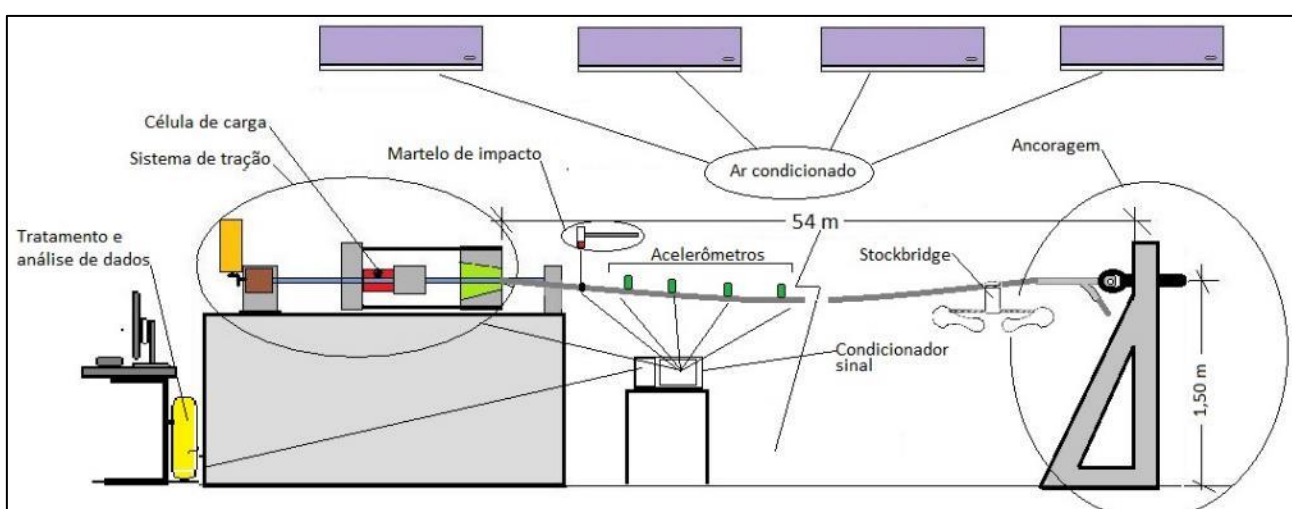 Célula de carga
Sistema de tração
Martelo de impacto
Ar condicionado
Ancoragem
54 m
Tratamento e
análise de dados
Acelerômetros
Stockbridge
Condicionador
sinal
1,50 m